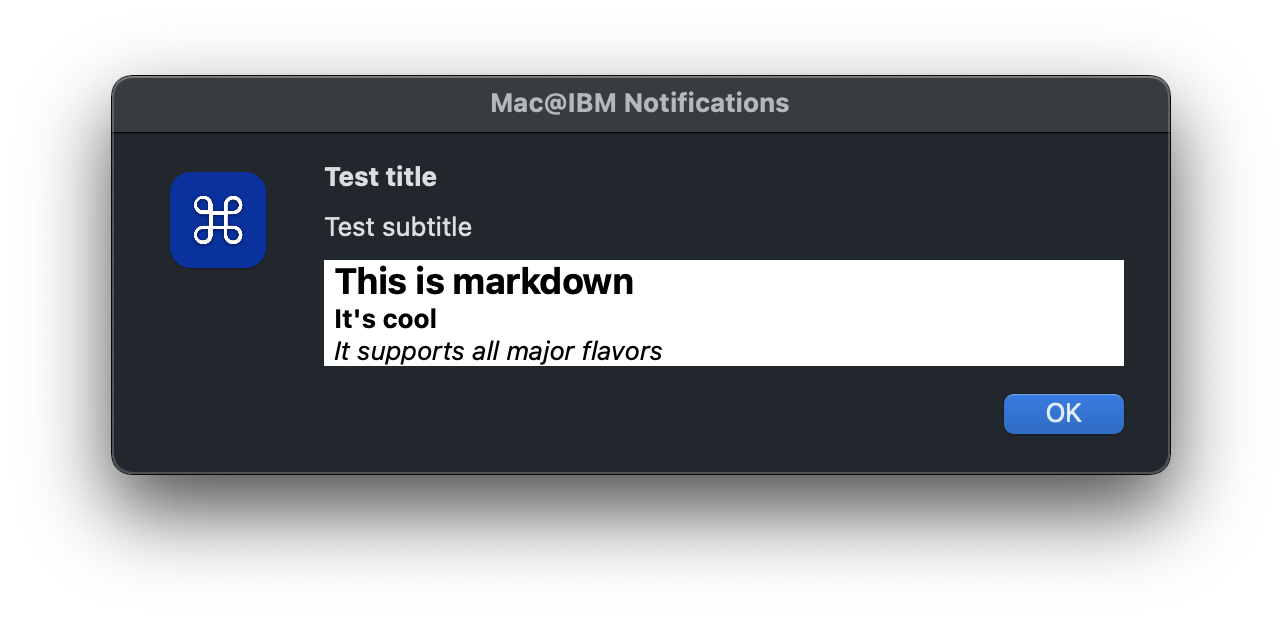 Mac@IBM Notifications
Test title
Test subtitle
This is markdown
It's cool
It supports all major flavors
OK